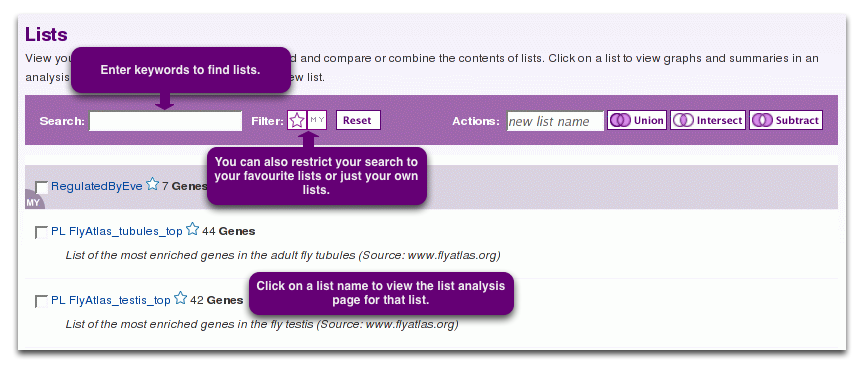 Lists
View you d and compare or combine the contents of lists. Click on a list to view graphs and summaries in an
analysis ew list.
Enter keywords to find lists.
Search: Filter: MY Reset Actions: new list name Union Intersect Subtract
You can also restrict your search to
your favourite lists or just your own
lists.
RegulatedByEve 7 Genes
MY
PL FlyAtlas_tubules_top 44 Genes
List of the most enriched genes in the adult fly tubules (Source: www.flyatlas.org)
Click on a list name to view the list analysis
page for that list.
PL FlyAtlas_testis_top 42 Genes
List of the most enriched genes in the fly testis (Source: www.flyatlas.org)